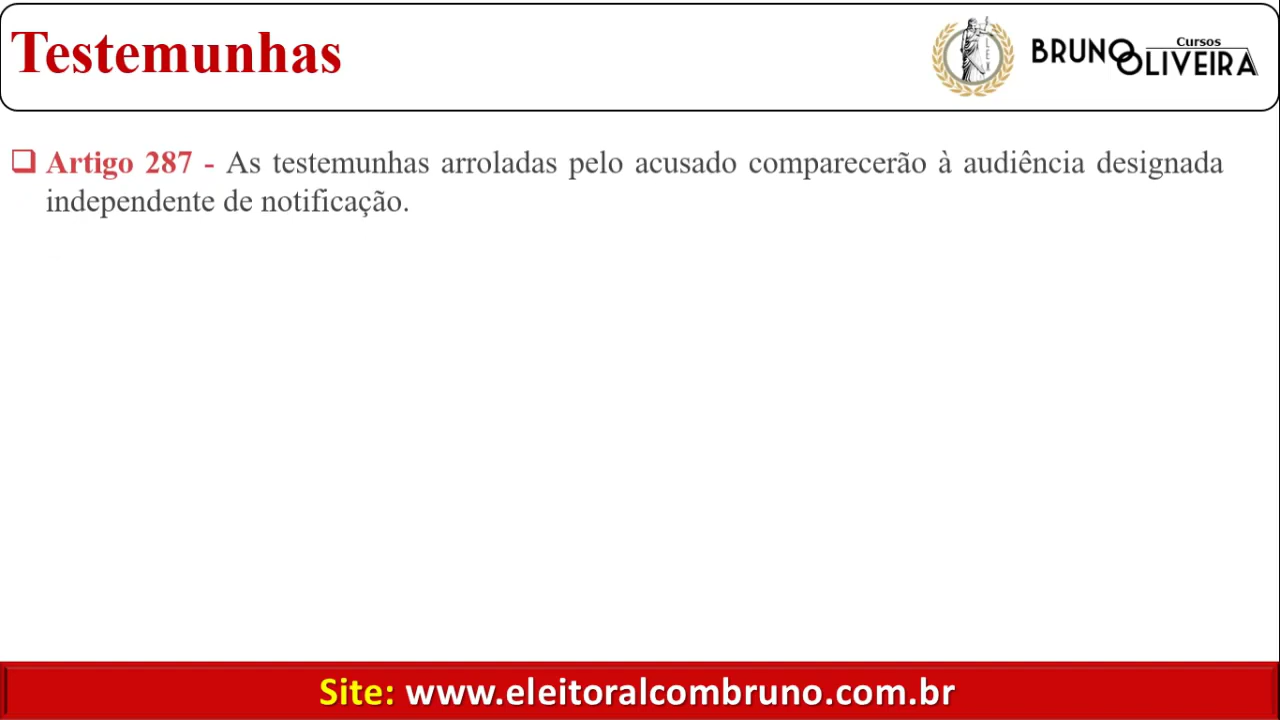 Testemunhas
LEX
Cursos
BRUNO
OLIVEIRA
Artigo 287 - As testemunhas arroladas pelo acusado comparecerão à audiência designada
independente de notificação.
Site: www.eleitoralcombruno.com.br